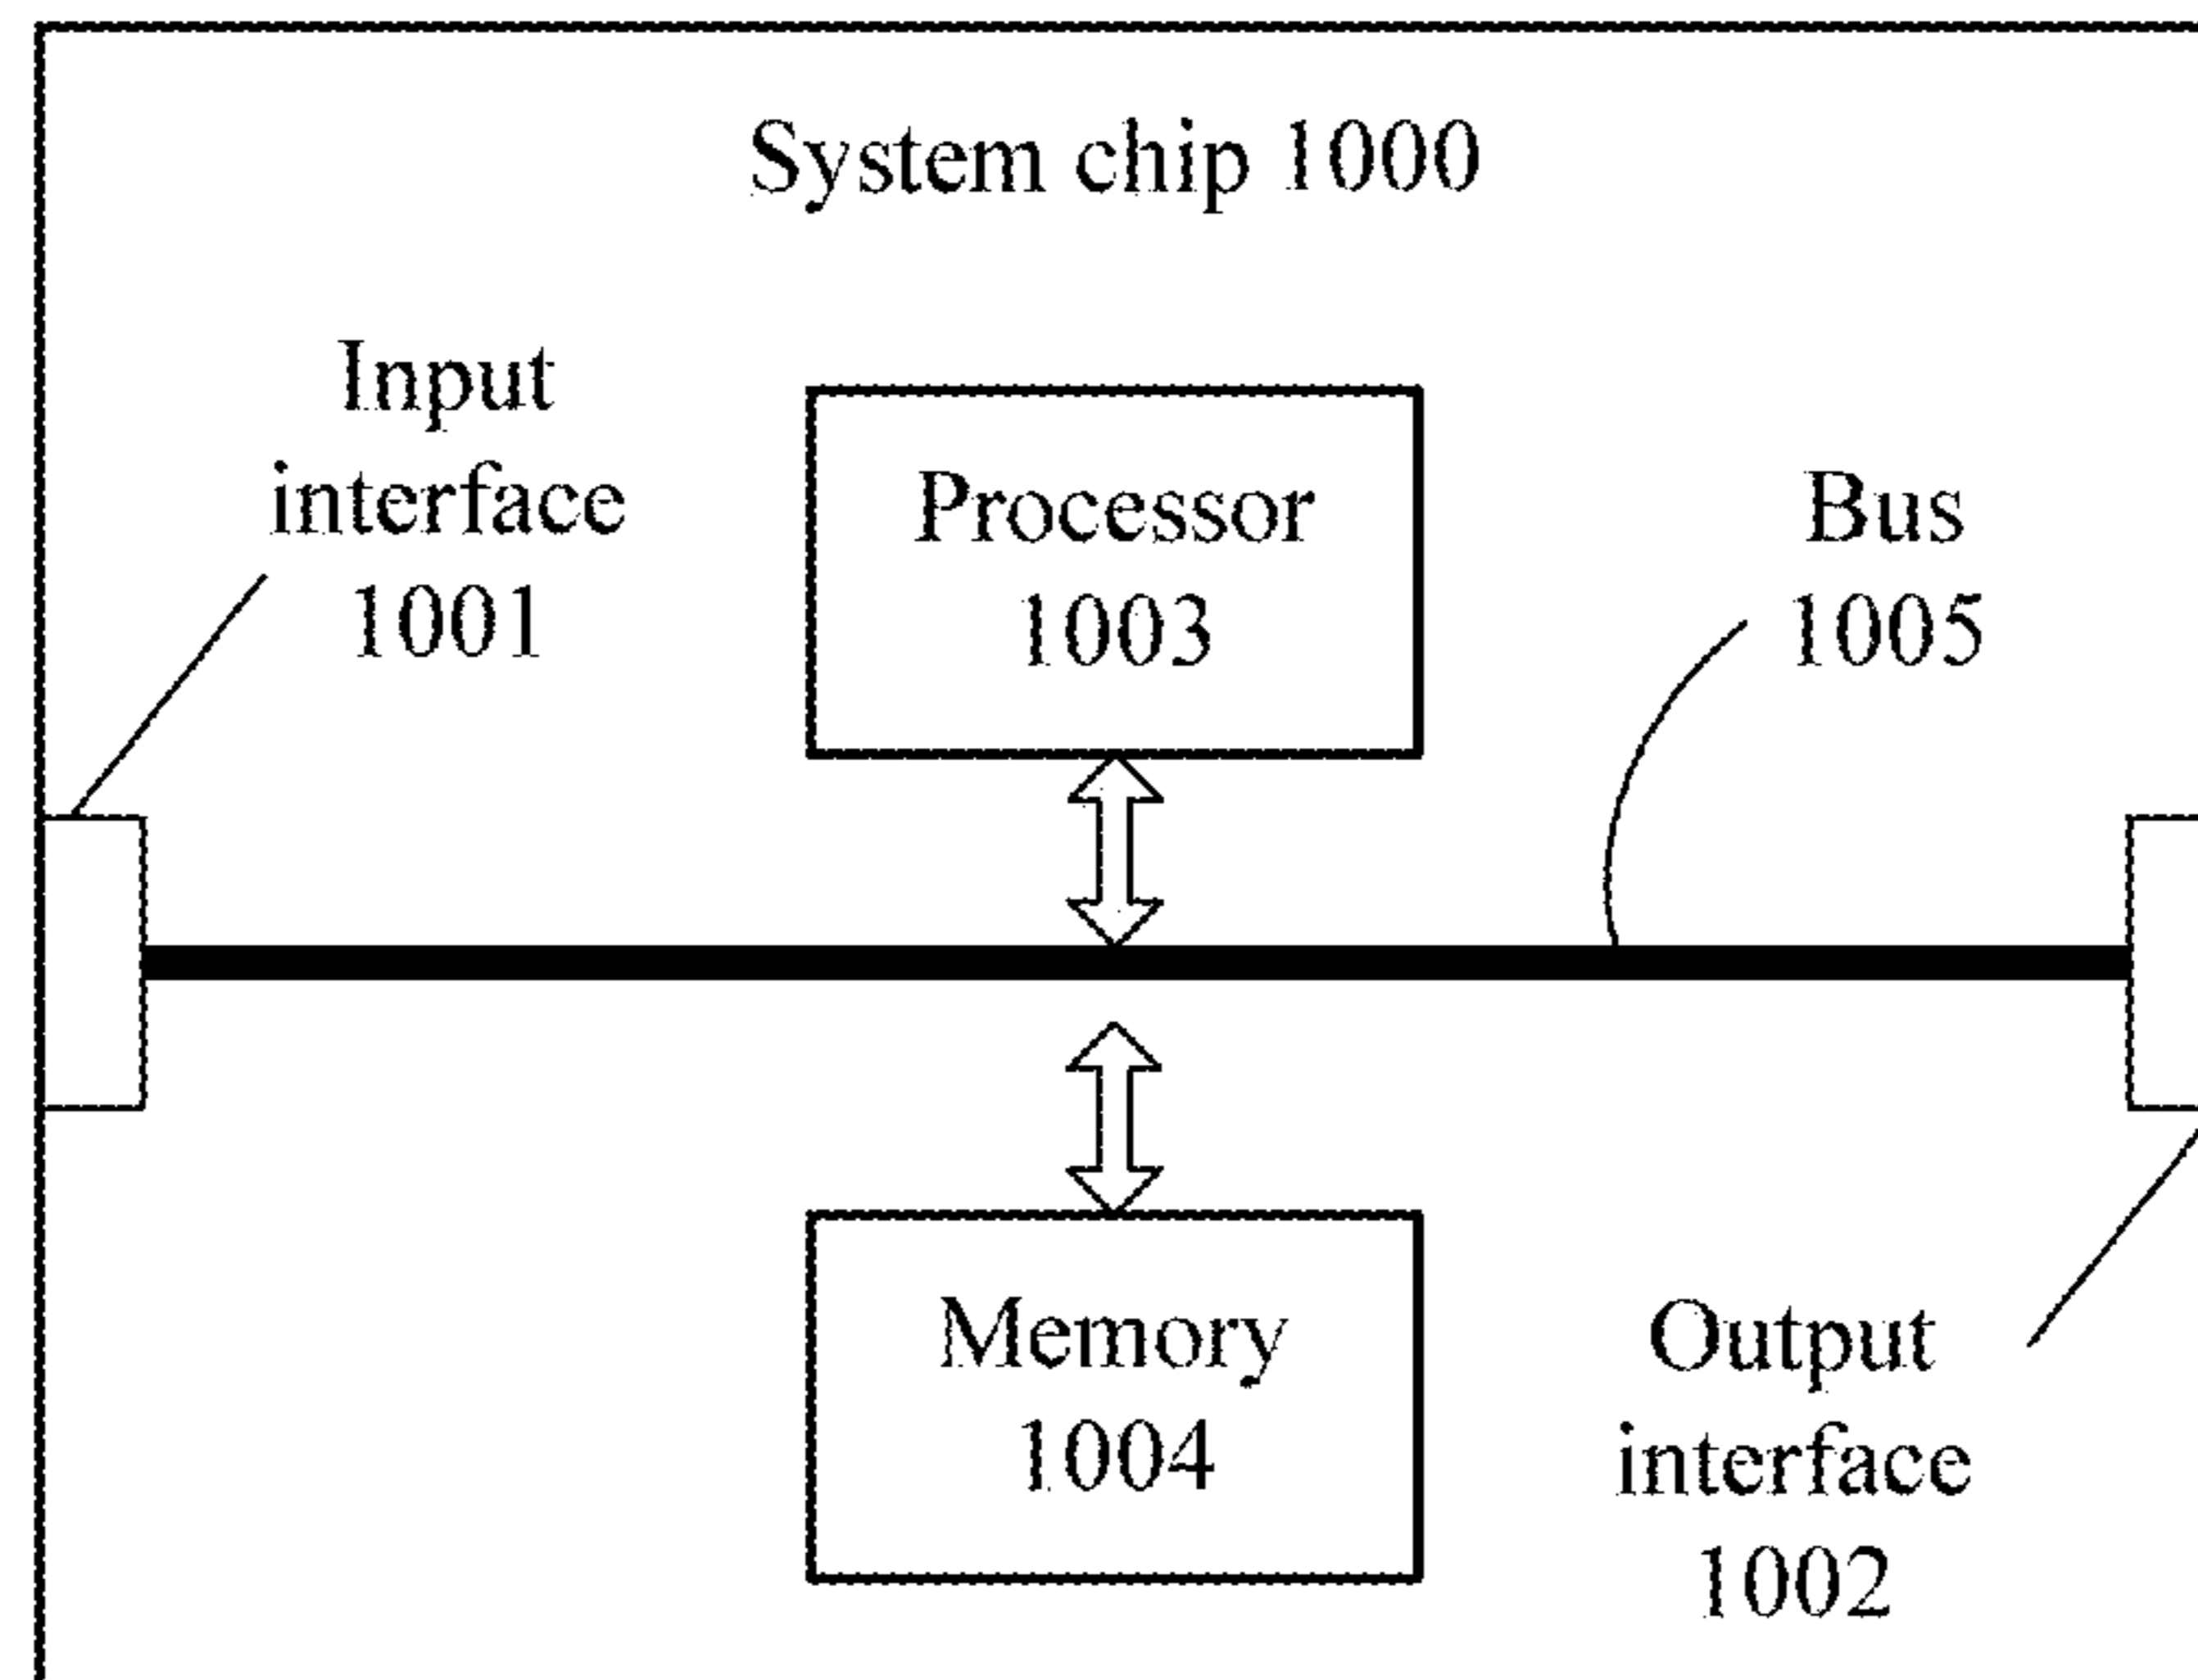 System chip 1000
Input
interface
1001
Processor
1003
Bus
1005
Memory
1004
Output
interface
1002